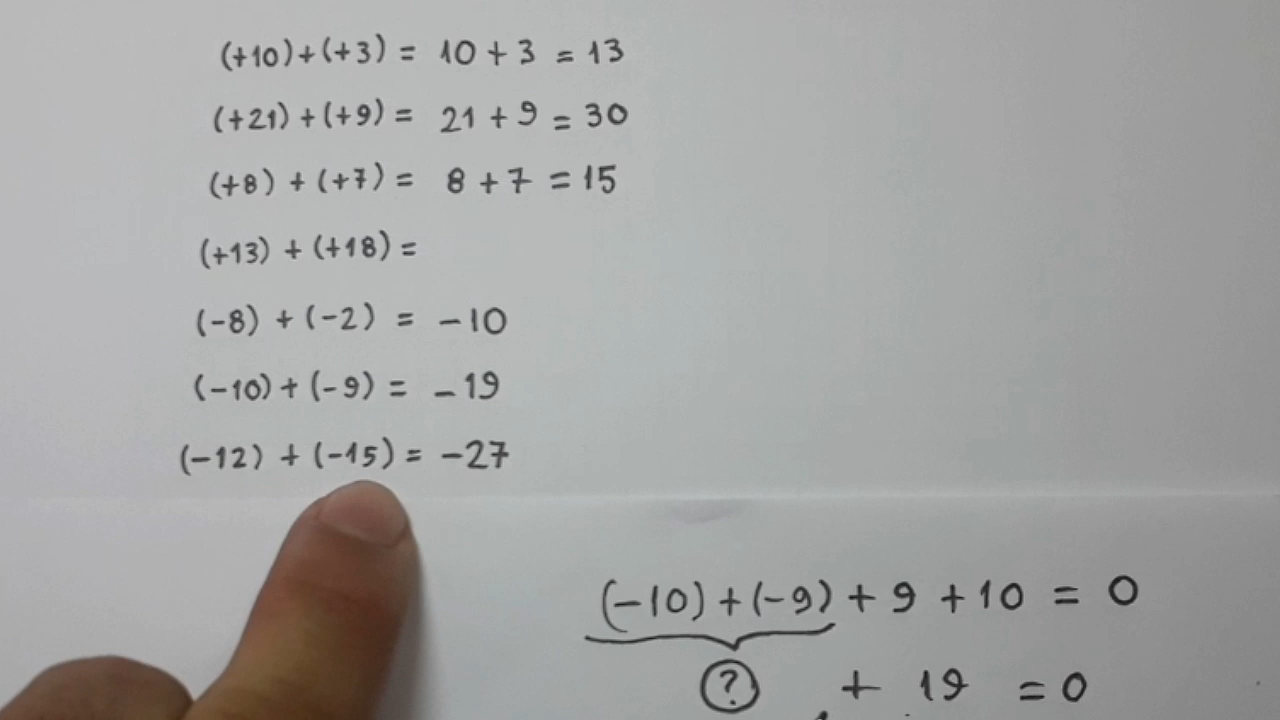 (+10)+(+3) = 10 + 3 = 13
(+21) + (+9) = 21 + 9 = 30
(+8) + (+7) = 8 + 7 = 15
(+13) + (+18) =
(-8) + (-2) = -10
(-10) + (-9) = -19
(-12) + (-15) = -27
(-10) + (-9) + 9 + 10 = 0
? + 19 = 0